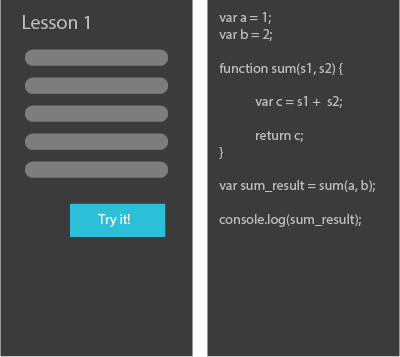 Lesson 1
Try it!
var a = 1;
var b = 2;
function sum(s1, s2) {
var c = s1 + s2;
return c;
}
var sum_result = sum(a, b);
console.log(sum_result);